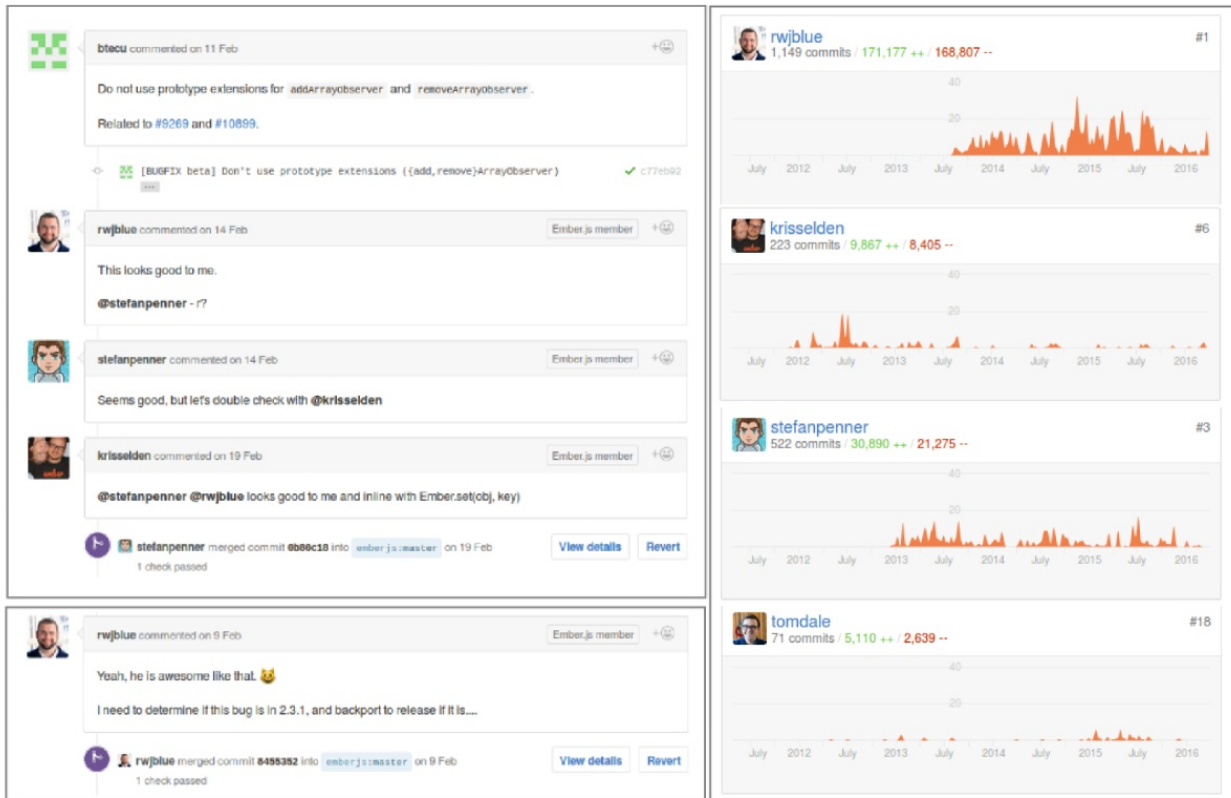 btecu commented on 11 Feb
Do not use prototype extensions for addArrayObserver and removeArrayObserver.
Related to #9269 and #10899.
[BUGFIX beta] Don't use prototype extensions ({add,remove}ArrayObserver)
c77eb92
...
rwjblue commented on 14 Feb
Ember.js member
This looks good to me.
@stefanpenner - r?
stefanpenner commented on 14 Feb
Ember.js member
Seems good, but let's double check with @krisselden
krisselden commented on 19 Feb
Ember.js member
@stefanpenner @rwjblue looks good to me and inline with Ember.set(obj, key)
stefanpenner merged commit 0b80c18 into emberjs:master on 19 Feb
View details
Revert
1 check passed
rwjblue commented on 9 Feb
Ember.js member
Yeah, he is awesome like that.
I need to determine if this bug is in 2.3.1, and backport to release if it is....
rwjblue merged commit 8455352 into emberjs:master on 9 Feb
View details
Revert
1 check passed
rwjblue
#1
1,149 commits / 171,177 ++ / 168,807 --
40
20
July 2012 July 2013 July 2014 July 2015 July 2016
krisselden
#6
223 commits / 9,867 ++ / 8,405 --
40
20
July 2012 July 2013 July 2014 July 2015 July 2016
stefanpenner
#3
522 commits / 30,890 ++ / 21,275 --
40
20
July 2012 July 2013 July 2014 July 2015 July 2016
tomdale
#18
71 commits / 5,110 ++ / 2,639 --
40
20
July 2012 July 2013 July 2014 July 2015 July 2016